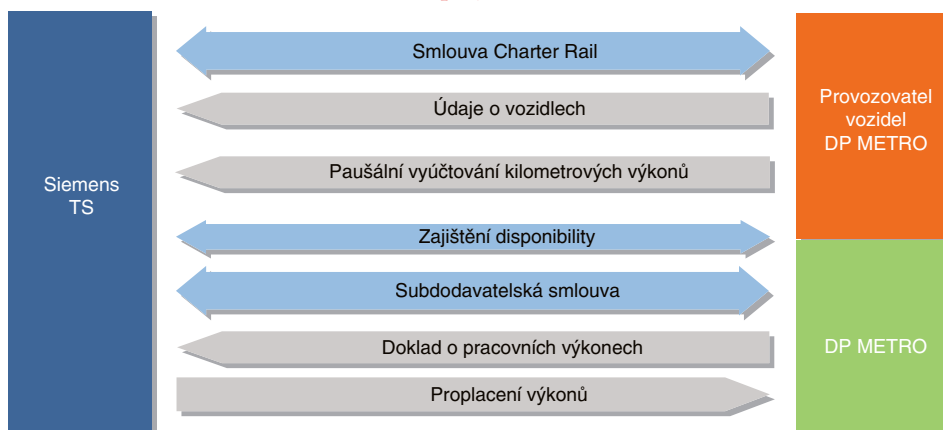 Smlouva Charter Rail
Údaje o vozidlech
Provozovatel
vozidel
DP METRO
Paušální vyúčtování kilometrových výkonů
Siemens
TS
Zajištění disponibility
Subdodavatelská smlouva
Doklad o pracovních výkonech
DP METRO
Proplacení výkonů